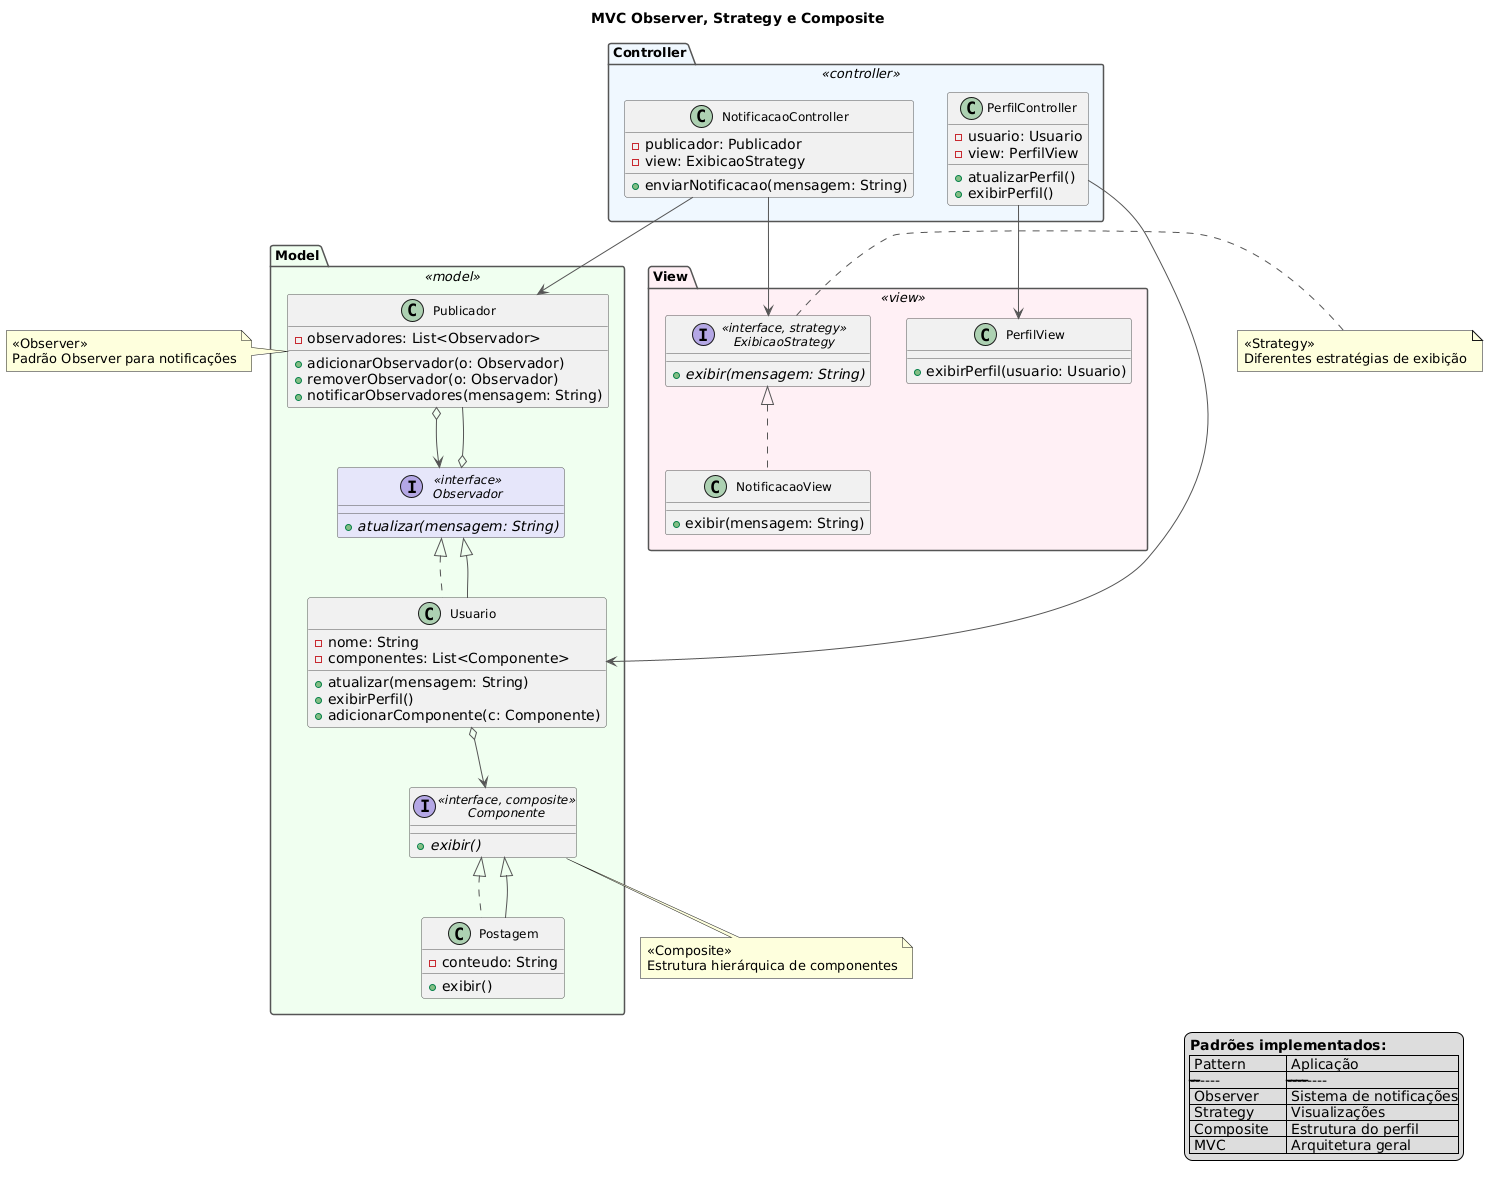 MVC Observer, Strategy e Composite
Controller
«controller»
C NotificacaoController
publicador: Publicador
view: ExibicaoStrategy
enviarNotificacao(mensagem: String)
C PerfilController
usuario: Usuario
view: PerfilView
atualizarPerfil()
exibirPerfil()
Model
«model»
C Publicador
observadores: List<Observador>
adicionarObservador(o: Observador)
removerObservador(o: Observador)
notificarObservadores(mensagem: String)
«Observer»
Padrão Observer para notificações
View
«view»
I «interface, strategy»
ExibicaoStrategy
exibir(mensagem: String)
C PerfilView
exibirPerfil(usuario: Usuario)
«Strategy»
Diferentes estratégias de exibição
I «interface»
Observador
atualizar(mensagem: String)
C NotificacaoView
exibir(mensagem: String)
C Usuario
nome: String
componentes: List<Componente>
atualizar(mensagem: String)
exibirPerfil()
adicionarComponente(c: Componente)
I «interface, composite»
Componente
exibir()
C Postagem
conteudo: String
exibir()
«Composite»
Estrutura hierárquica de componentes
Padrões implementados:
Pattern Aplicação
Observer Sistema de notificações
Strategy Visualizações
Composite Estrutura do perfil
MVC Arquitetura geral